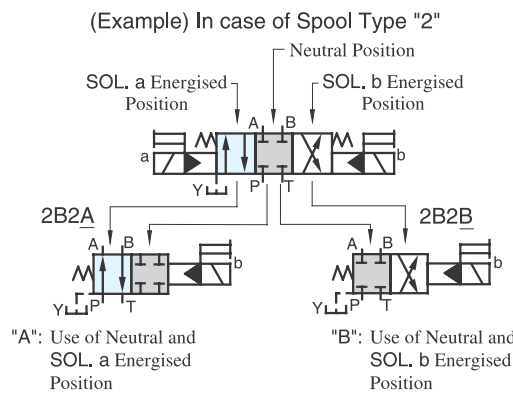 (Example) In case of Spool Type "2"
Neutral Position
SOL. a Energised
Position
SOL. b Energised
Position
A B
a
b
Y
P T
2B2A
2B2B
A B
b
Y P T
A B
b
Y P T
"A": Use of Neutral and
SOL. a Energised
Position
"B": Use of Neutral and
SOL. b Energised
Position